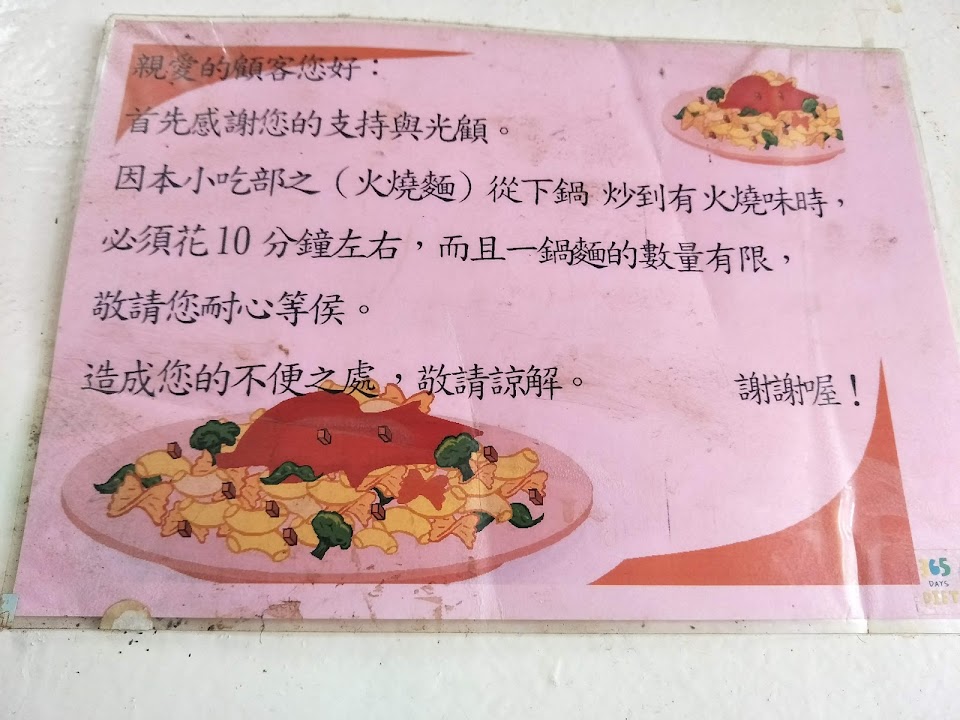 親愛的顧客您好：
首先感謝您的支持與光顧。
因本小吃部之（火燒麵）從下鍋 炒到有火燒味時，
必須花10 分鐘左右，而且一鍋麵的數量有限，
敬請您耐心等侯。
造成您的不便之處，敬請諒解。 謝謝喔！
365
DAYS